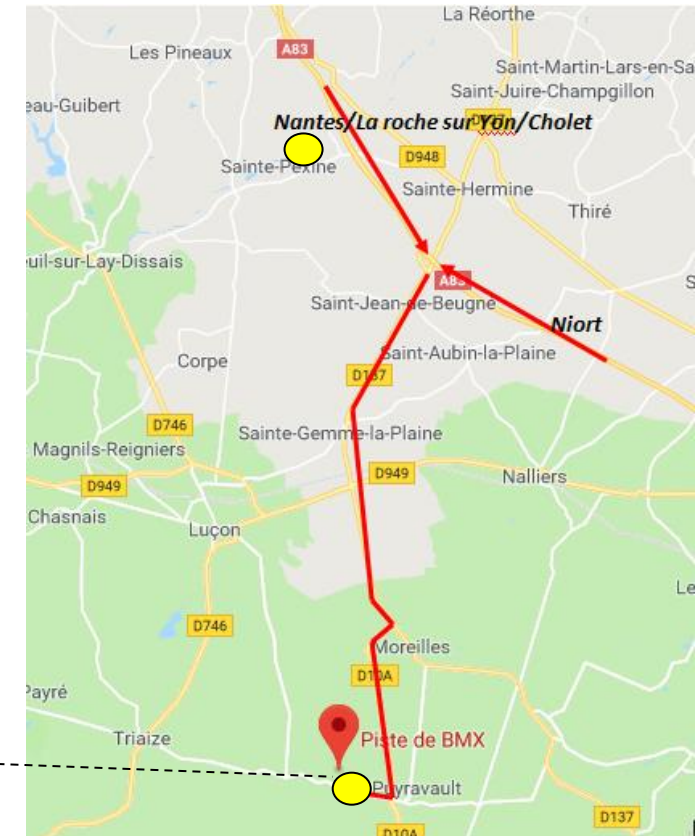 La Réorthe
Les Pineaux
A83
Saint-Martin-Lars-en-Sa
Saint-Juire-Champgillon
eau-Guibert
Nantes/La roche sur Yon/Cholet
D948
Sainte-Pexine
Sainte-Hermine
Thiré
uil-sur-Lay-Dissais
A83
S
Saint-Jean-de-Beugne
Niort
Saint-Aubin-la-Plaine
Corpe
D137
D746
Sainte-Gemme-la-Plaine
Magnils-Reigniers
D949
Nalliers
D949
Chasnais
Luçon
Le
D746
Moreilles
D10A
Payré
Triaize
Piste de BMX
Puyravault
D137
D10A